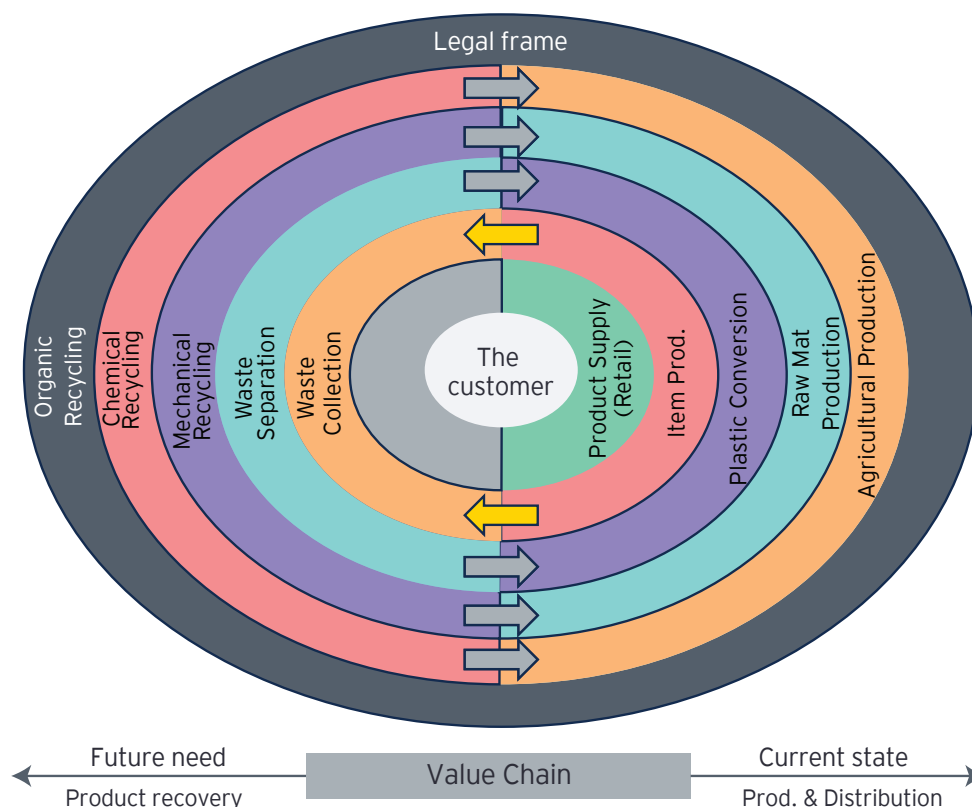 Legal frame
Organic
Recycling
Chemical
Recycling
Mechanical
Recycling
Waste
Separation
Waste
Collection
The
customer
Product Supply
(Retail)
Item Prod.
Plastic Conversion
Raw Mat
Production
Agricultural Production
Future need
Product recovery
Value Chain
Current state
Prod. & Distribution